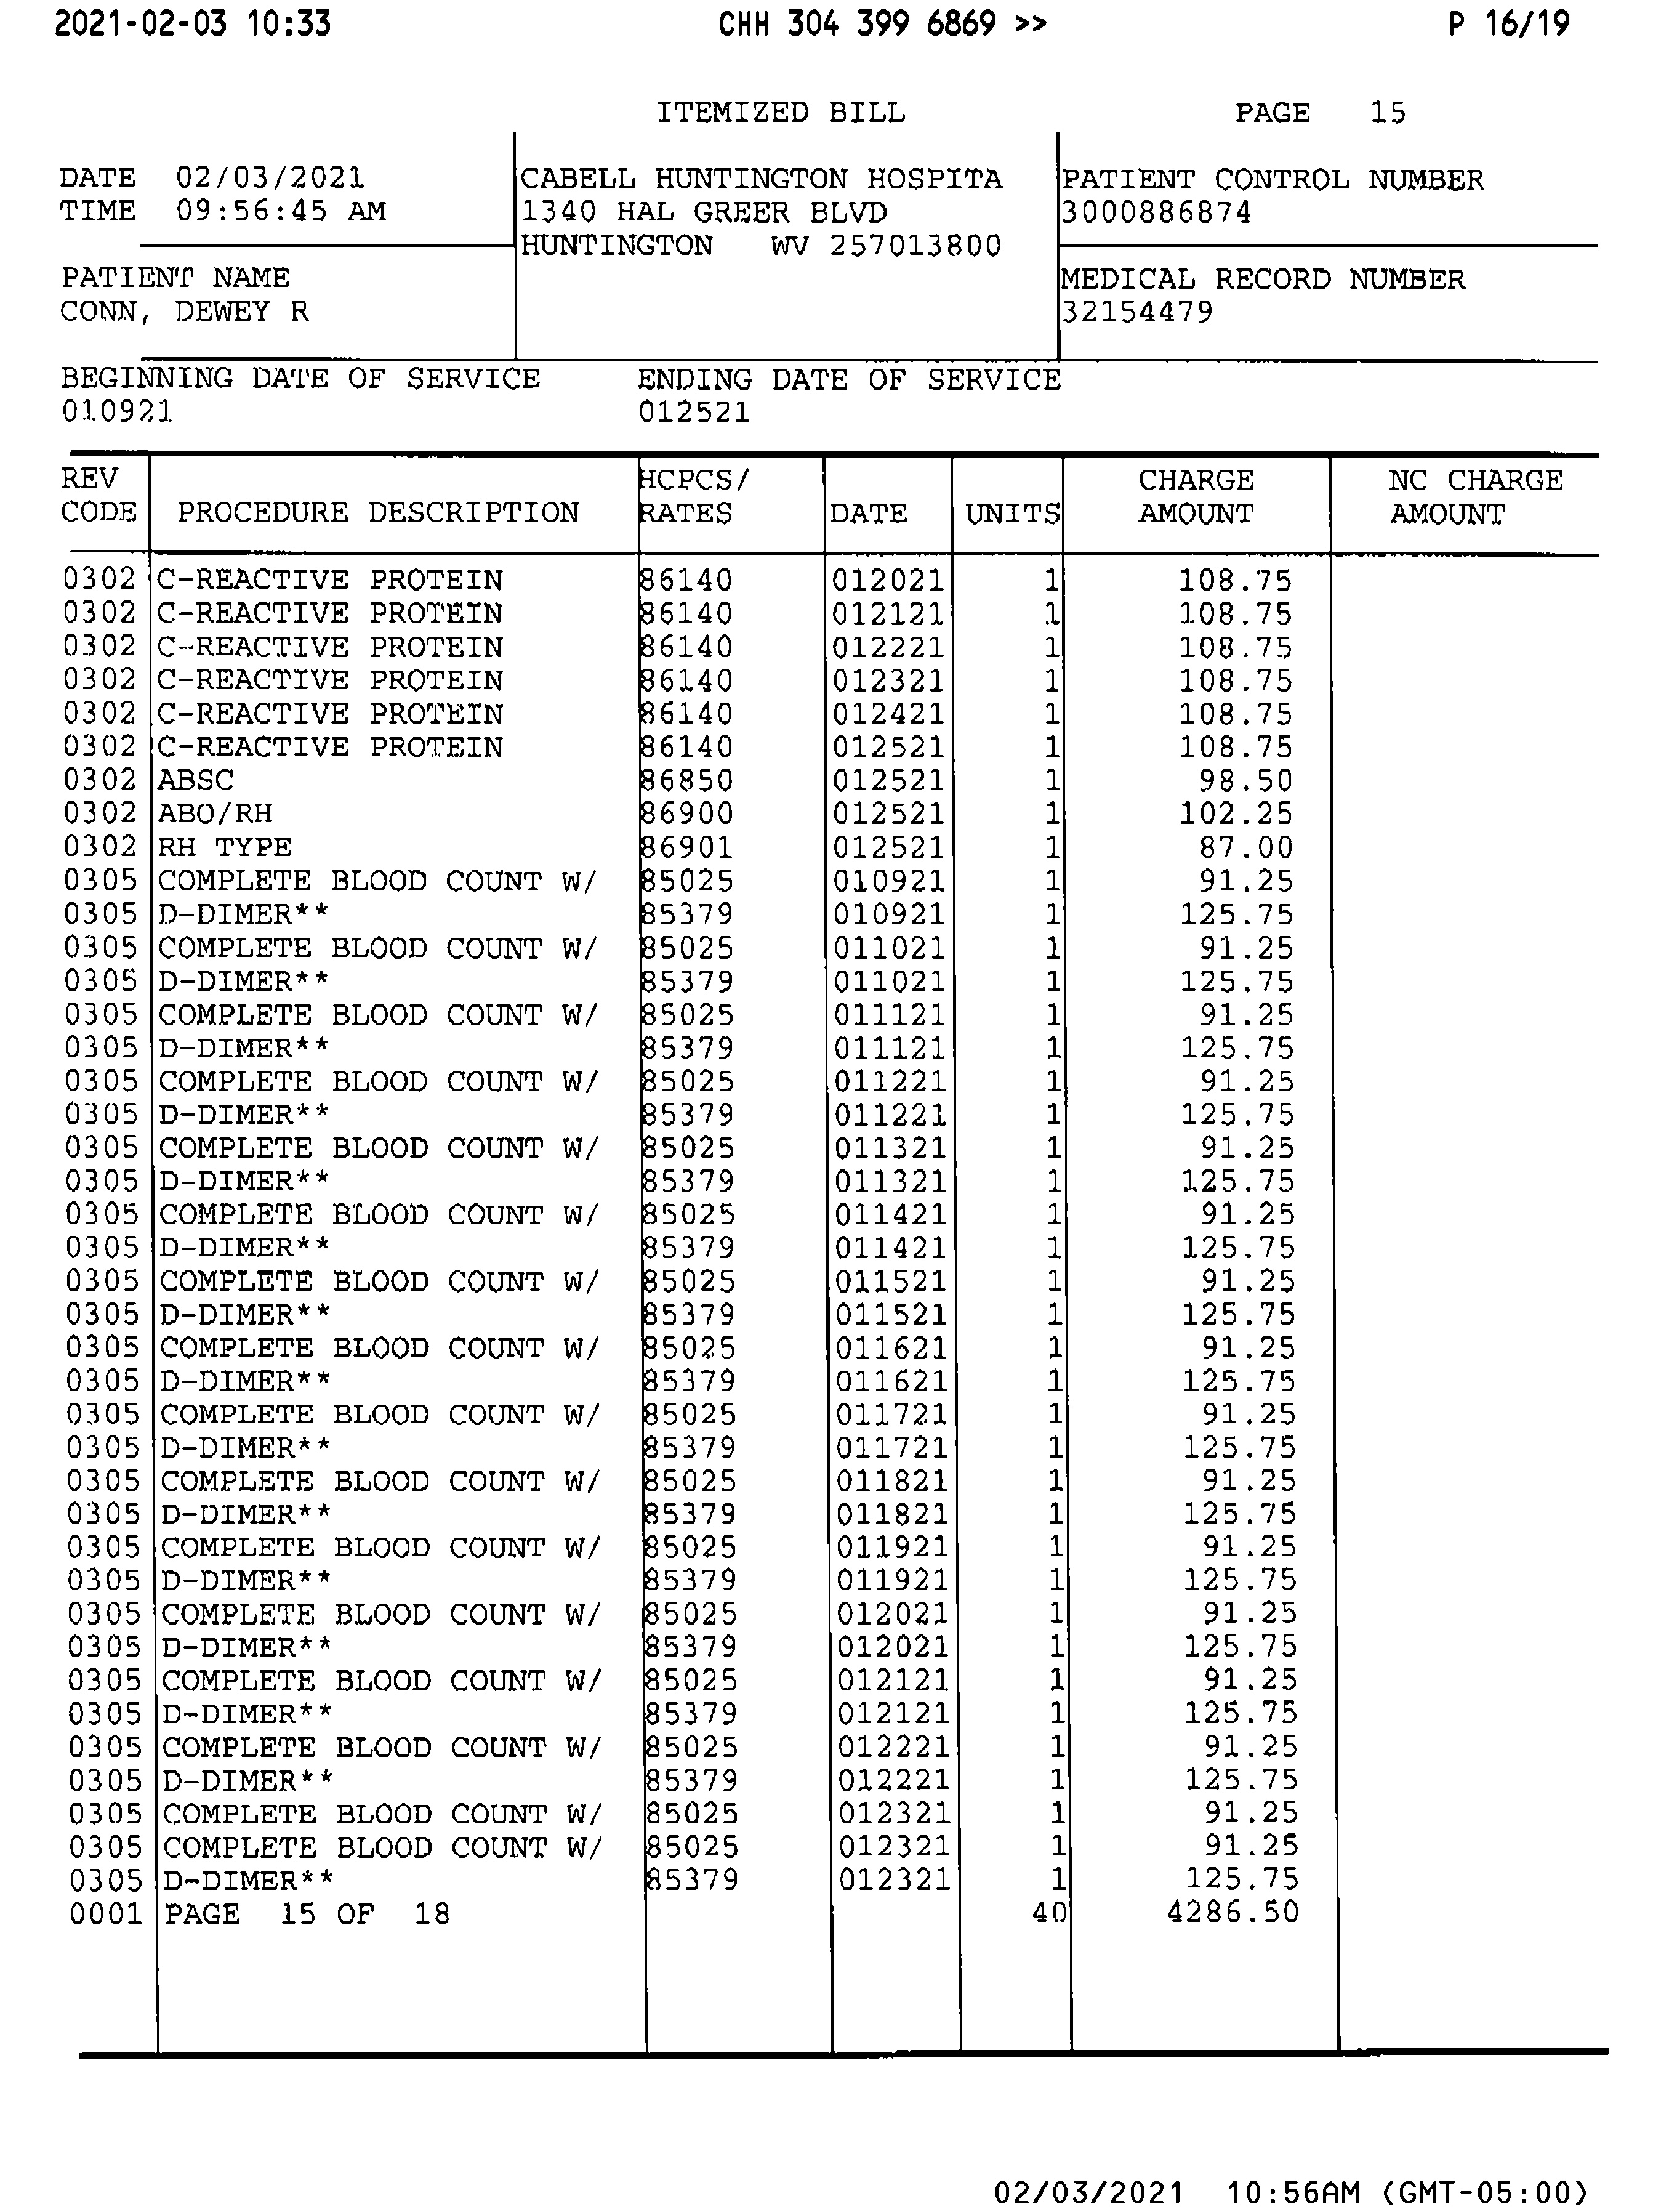 2021-02-03 10:33 CHH 304 399 6869 >> P 16/19
ITEMIZED BILL PAGE 15
DATE 02/03/2021 CABELL HUNTINGTON HOSPITA PATIENT CONTROL NUMBER
TIME 09:56:45 AM 1340 HAL GREER BLVD 3000886874
HUNTINGTON WV 257013800
PATIENT NAME MEDICAL RECORD NUMBER
CONN, DEWEY R 32154479
BEGINNING DATE OF SERVICE ENDING DATE OF SERVICE
010921 012521
REV HCPCS/ CHARGE NC CHARGE
CODE PROCEDURE DESCRIPTION RATES DATE UNITS AMOUNT AMOUNT
0302 C-REACTIVE PROTEIN 86140 012021 1 108.75
0302 C-REACTIVE PROTEIN 86140 012121 1 108.75
0302 C-REACTIVE PROTEIN 86140 012221 1 108.75
0302 C-REACTIVE PROTEIN 86140 012321 1 108.75
0302 C-REACTIVE PROTEIN 86140 012421 1 108.75
0302 C-REACTIVE PROTEIN 86140 012521 1 108.75
0302 ABSC 86850 012521 1 98.50
0302 ABO/RH 86900 012521 1 102.25
0302 RH TYPE 86901 012521 1 87.00
0305 COMPLETE BLOOD COUNT W/ 85025 010921 1 91.25
0305 D-DIMER** 85379 010921 1 125.75
0305 COMPLETE BLOOD COUNT W/ 85025 011021 1 91.25
0305 D-DIMER** 85379 011021 1 125.75
0305 COMPLETE BLOOD COUNT W/ 85025 011121 1 91.25
0305 D-DIMER** 85379 011121 1 125.75
0305 COMPLETE BLOOD COUNT W/ 85025 011221 1 91.25
0305 D-DIMER** 85379 011221 1 125.75
0305 COMPLETE BLOOD COUNT W/ 85025 011321 1 91.25
0305 D-DIMER** 85379 011321 1 125.75
0305 COMPLETE BLOOD COUNT W/ 85025 011421 1 91.25
0305 D-DIMER** 85379 011421 1 125.75
0305 COMPLETE BLOOD COUNT W/ 85025 011521 1 91.25
0305 D-DIMER** 85379 011521 1 125.75
0305 COMPLETE BLOOD COUNT W/ 85025 011621 1 91.25
0305 D-DIMER** 85379 011621 1 125.75
0305 COMPLETE BLOOD COUNT W/ 85025 011721 1 91.25
0305 D-DIMER** 85379 011721 1 125.75
0305 COMPLETE BLOOD COUNT W/ 85025 011821 1 91.25
0305 D-DIMER** 85379 011821 1 125.75
0305 COMPLETE BLOOD COUNT W/ 85025 011921 1 91.25
0305 D-DIMER** 85379 011921 1 125.75
0305 COMPLETE BLOOD COUNT W/ 85025 012021 1 91.25
0305 D-DIMER** 85379 012021 1 125.75
0305 COMPLETE BLOOD COUNT W/ 85025 012121 1 91.25
0305 D-DIMER** 85379 012121 1 125.75
0305 COMPLETE BLOOD COUNT W/ 85025 012221 1 91.25
0305 D-DIMER** 85379 012221 1 125.75
0305 COMPLETE BLOOD COUNT W/ 85025 012321 1 91.25
0305 COMPLETE BLOOD COUNT W/ 85025 012321 1 91.25
0305 D-DIMER** 85379 012321 1 125.75
0001 PAGE 15 OF 18 40 4286.50
02/03/2021 10:56AM (GMT-05:00)